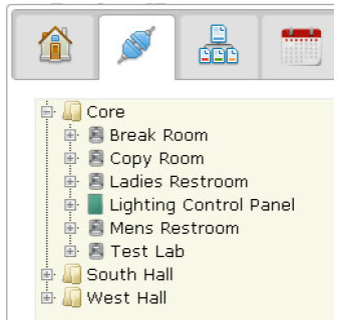 Core
Break Room
Copy Room
Ladies Restroom
Lighting Control Panel
Mens Restroom
Test Lab
South Hall
West Hall